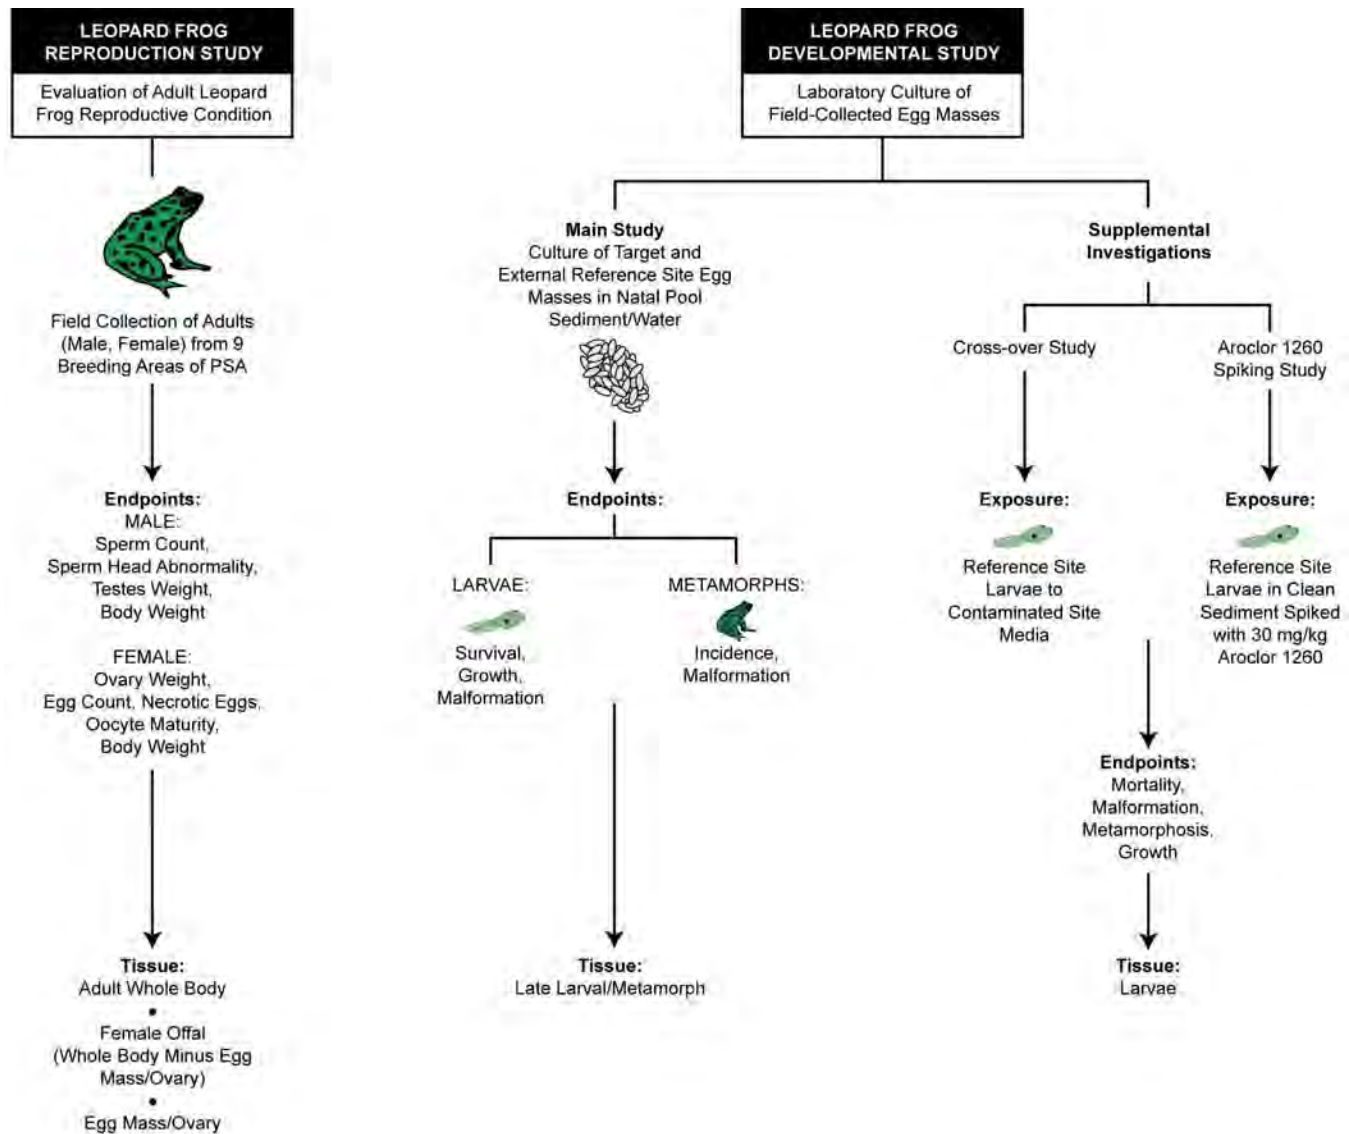 LEOPARD FROG
REPRODUCTION STUDY
Evaluation of Adult Leopard
Frog Reproductive Condition
Field Collection of Adults
(Male, Female) from 9
Breeding Areas of PSA
Endpoints:
MALE:
Sperm Count,
Sperm Head Abnormality,
Testes Weight,
Body Weight
FEMALE:
Ovary Weight,
Egg Count, Necrotic Eggs,
Oocyte Maturity,
Body Weight
Tissue:
Adult Whole Body
•
Female Offal
(Whole Body Minus Egg
Mass/Ovary)
•
Egg Mass/Ovary
LEOPARD FROG
DEVELOPMENTAL STUDY
Laboratory Culture of
Field-Collected Egg Masses
Main Study
Culture of Target and
External Reference Site Egg
Masses in Natal Pool
Sediment/Water
Endpoints:
LARVAE:
Survival,
Growth,
Malformation
METAMORPHS:
Incidence,
Malformation
Tissue:
Late Larval/Metamorph
Supplemental
Investigations
Cross-over Study
Exposure:
Reference Site
Larvae to
Contaminated Site
Media
Aroclor 1260
Spiking Study
Exposure:
Reference Site
Larvae in Clean
Sediment Spiked
with 30 mg/kg
Aroclor 1260
Endpoints:
Mortality,
Malformation,
Metamorphosis,
Growth
Tissue:
Larvae